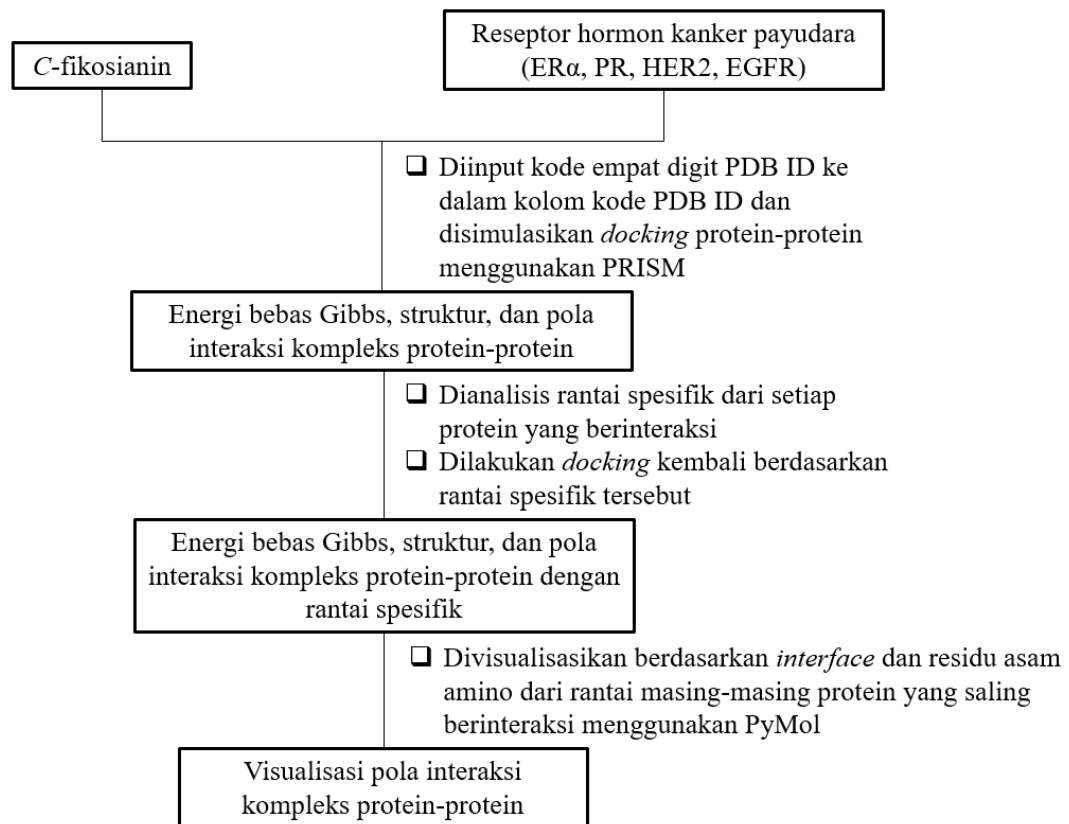 C-fikosianin
Reseptor hormon kanker payudara
(ERα, PR, HER2, EGFR)
❑ Diinput kode empat digit PDB ID ke
dalam kolom kode PDB ID dan
disimulasikan docking protein-protein
menggunakan PRISM
Energi bebas Gibbs, struktur, dan pola
interaksi kompleks protein-protein
❑ Dianalisis rantai spesifik dari setiap
protein yang berinteraksi
❑ Dilakukan docking kembali berdasarkan
rantai spesifik tersebut
Energi bebas Gibbs, struktur, dan pola
interaksi kompleks protein-protein dengan
rantai spesifik
❑ Divisualisasikan berdasarkan interface dan residu asam
amino dari rantai masing-masing protein yang saling
berinteraksi menggunakan PyMol
Visualisasi pola interaksi
kompleks protein-protein